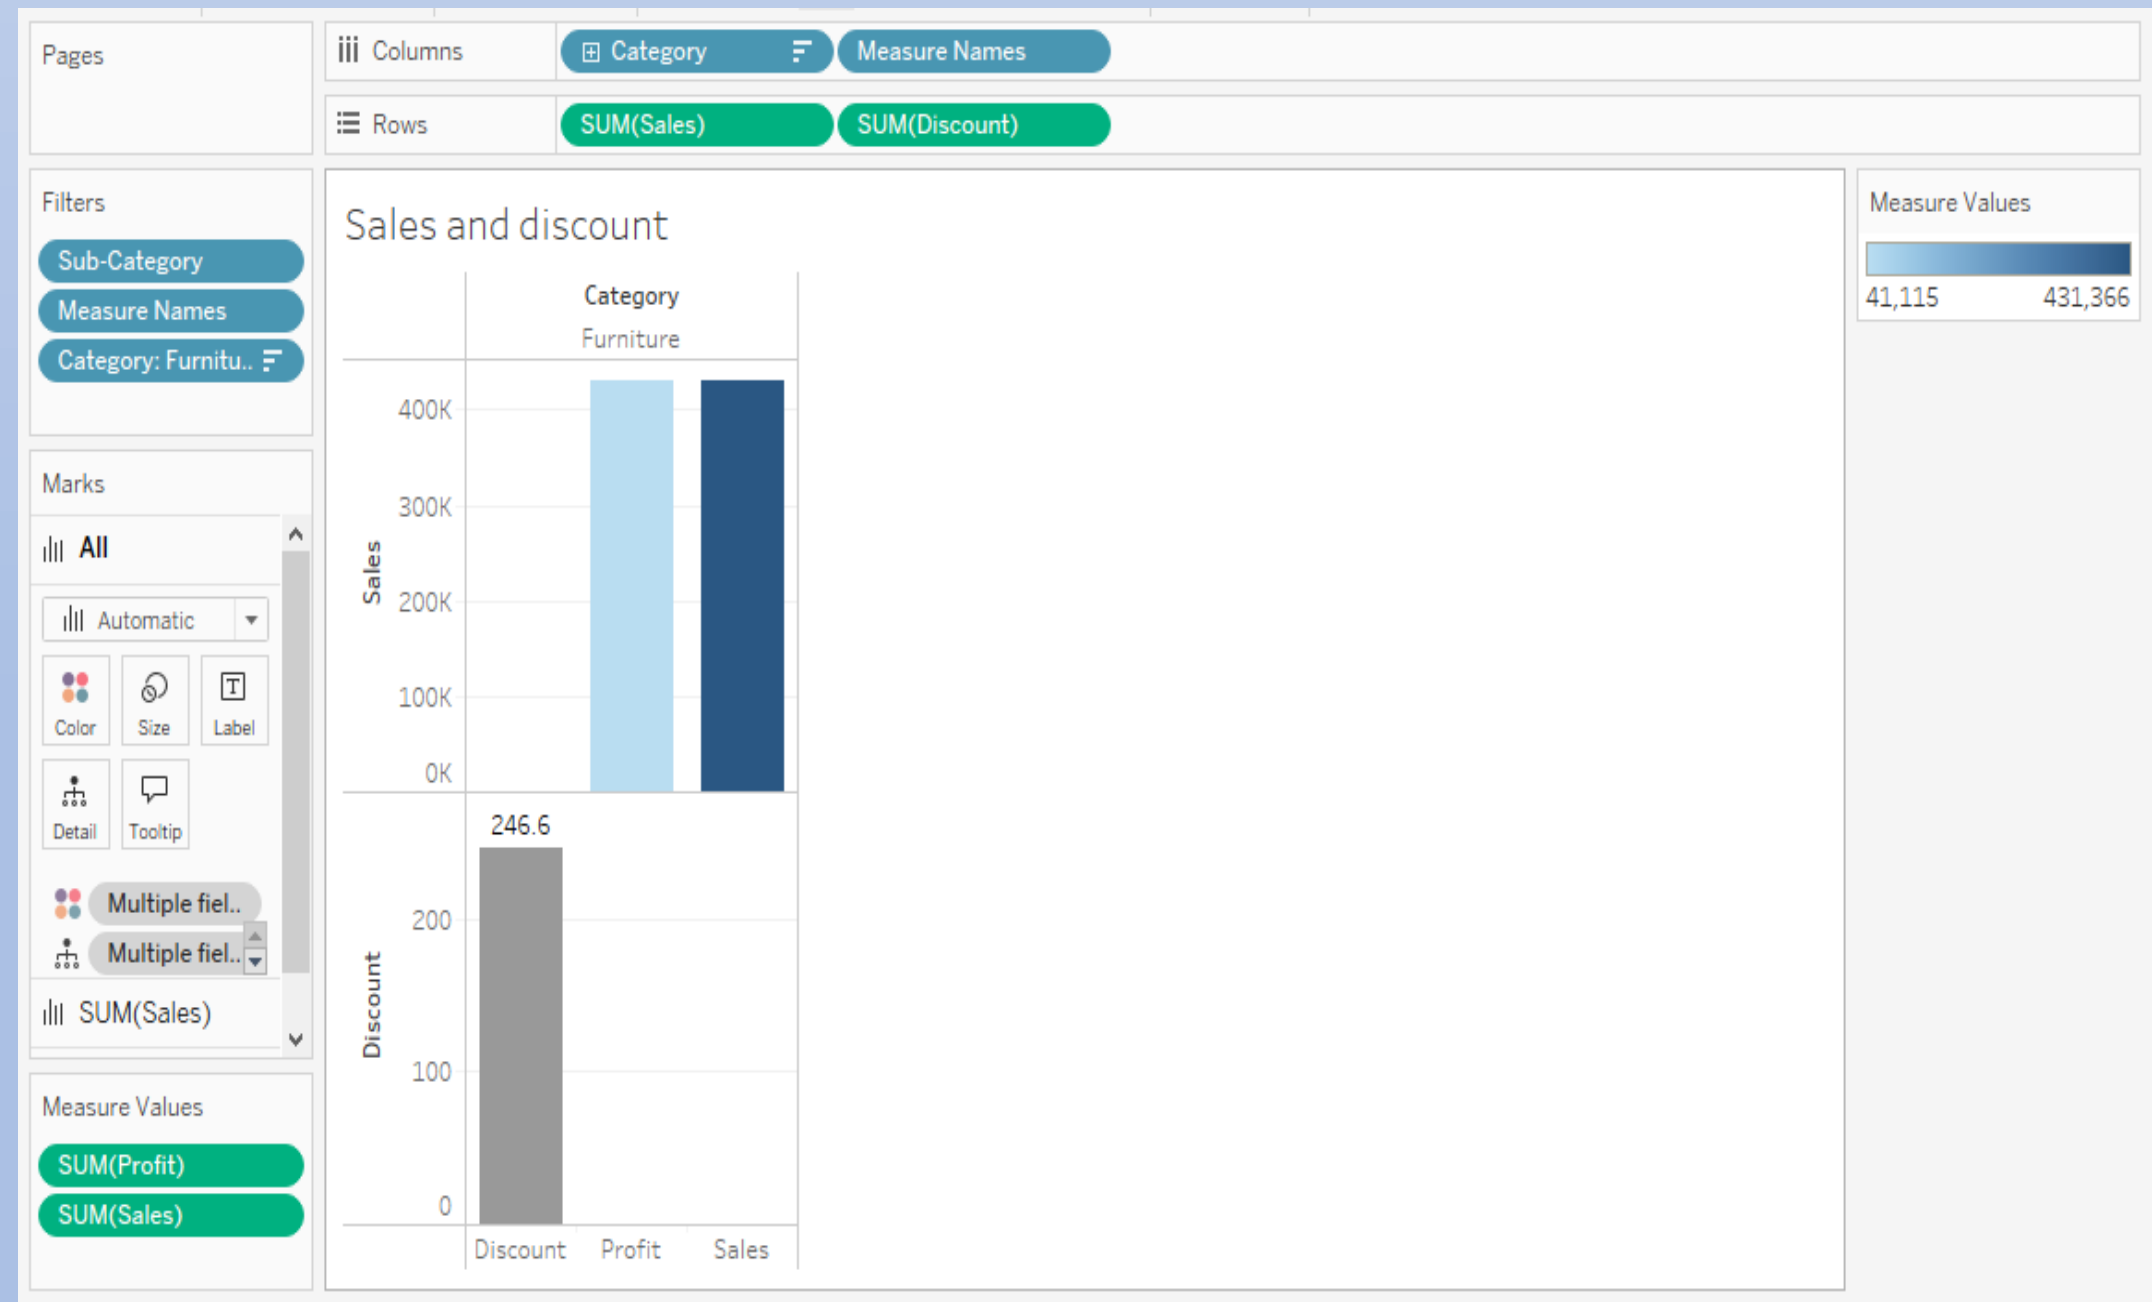 Pages
Columns
Category
Measure Names
Rows
SUM(Sales)
SUM(Discount)
Filters
Sub-Category
Measure Names
Category: Furnitu..
Marks
All
Automatic
Color
Size
Label
Detail
Tooltip
Multiple fiel..
Multiple fiel..
SUM(Sales)
Measure Values
SUM(Profit)
SUM(Sales)
Sales and discount
Category
Furniture
Sales
400K
300K
200K
100K
0K
Discount
246.6
200
100
0
Discount
Profit
Sales
Measure Values
41,115
431,366